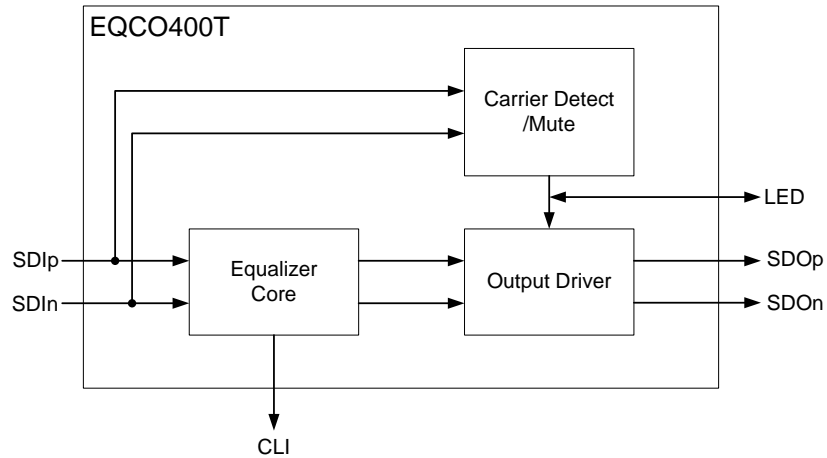 EQCO400T
Carrier Detect
/Mute
LED
SDIp
SDIn
Equalizer
Core
Output Driver
SDOp
SDOn
CLI